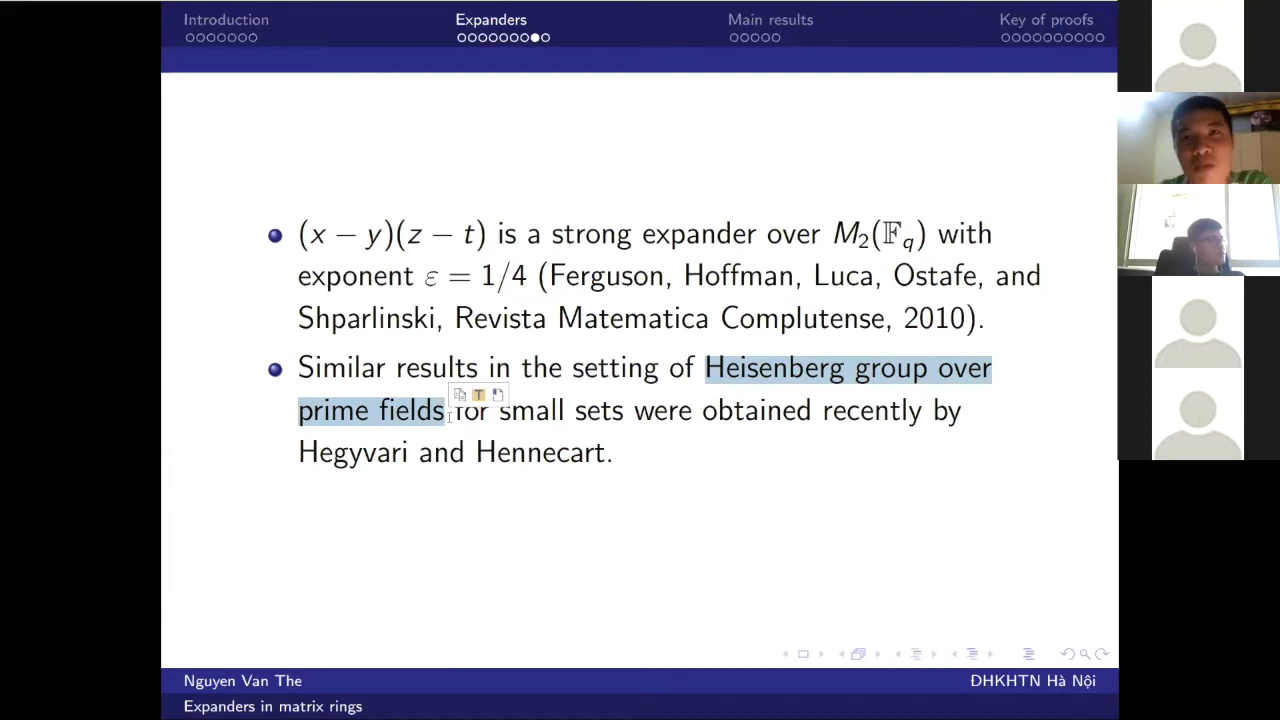 Introduction Expanders Main results Key of proofs
(x − y)(z − t) is a strong expander over M₂(𝔽_q) with
exponent ε = 1/4 (Ferguson, Hoffman, Luca, Ostafe, and
Shparlinski, Revista Matematica Complutense, 2010).
Similar results in the setting of Heisenberg group over
prime fields for small sets were obtained recently by
Hegyvari and Hennecart.
Nguyen Van The ĐHKHTN Hà Nội
Expanders in matrix rings